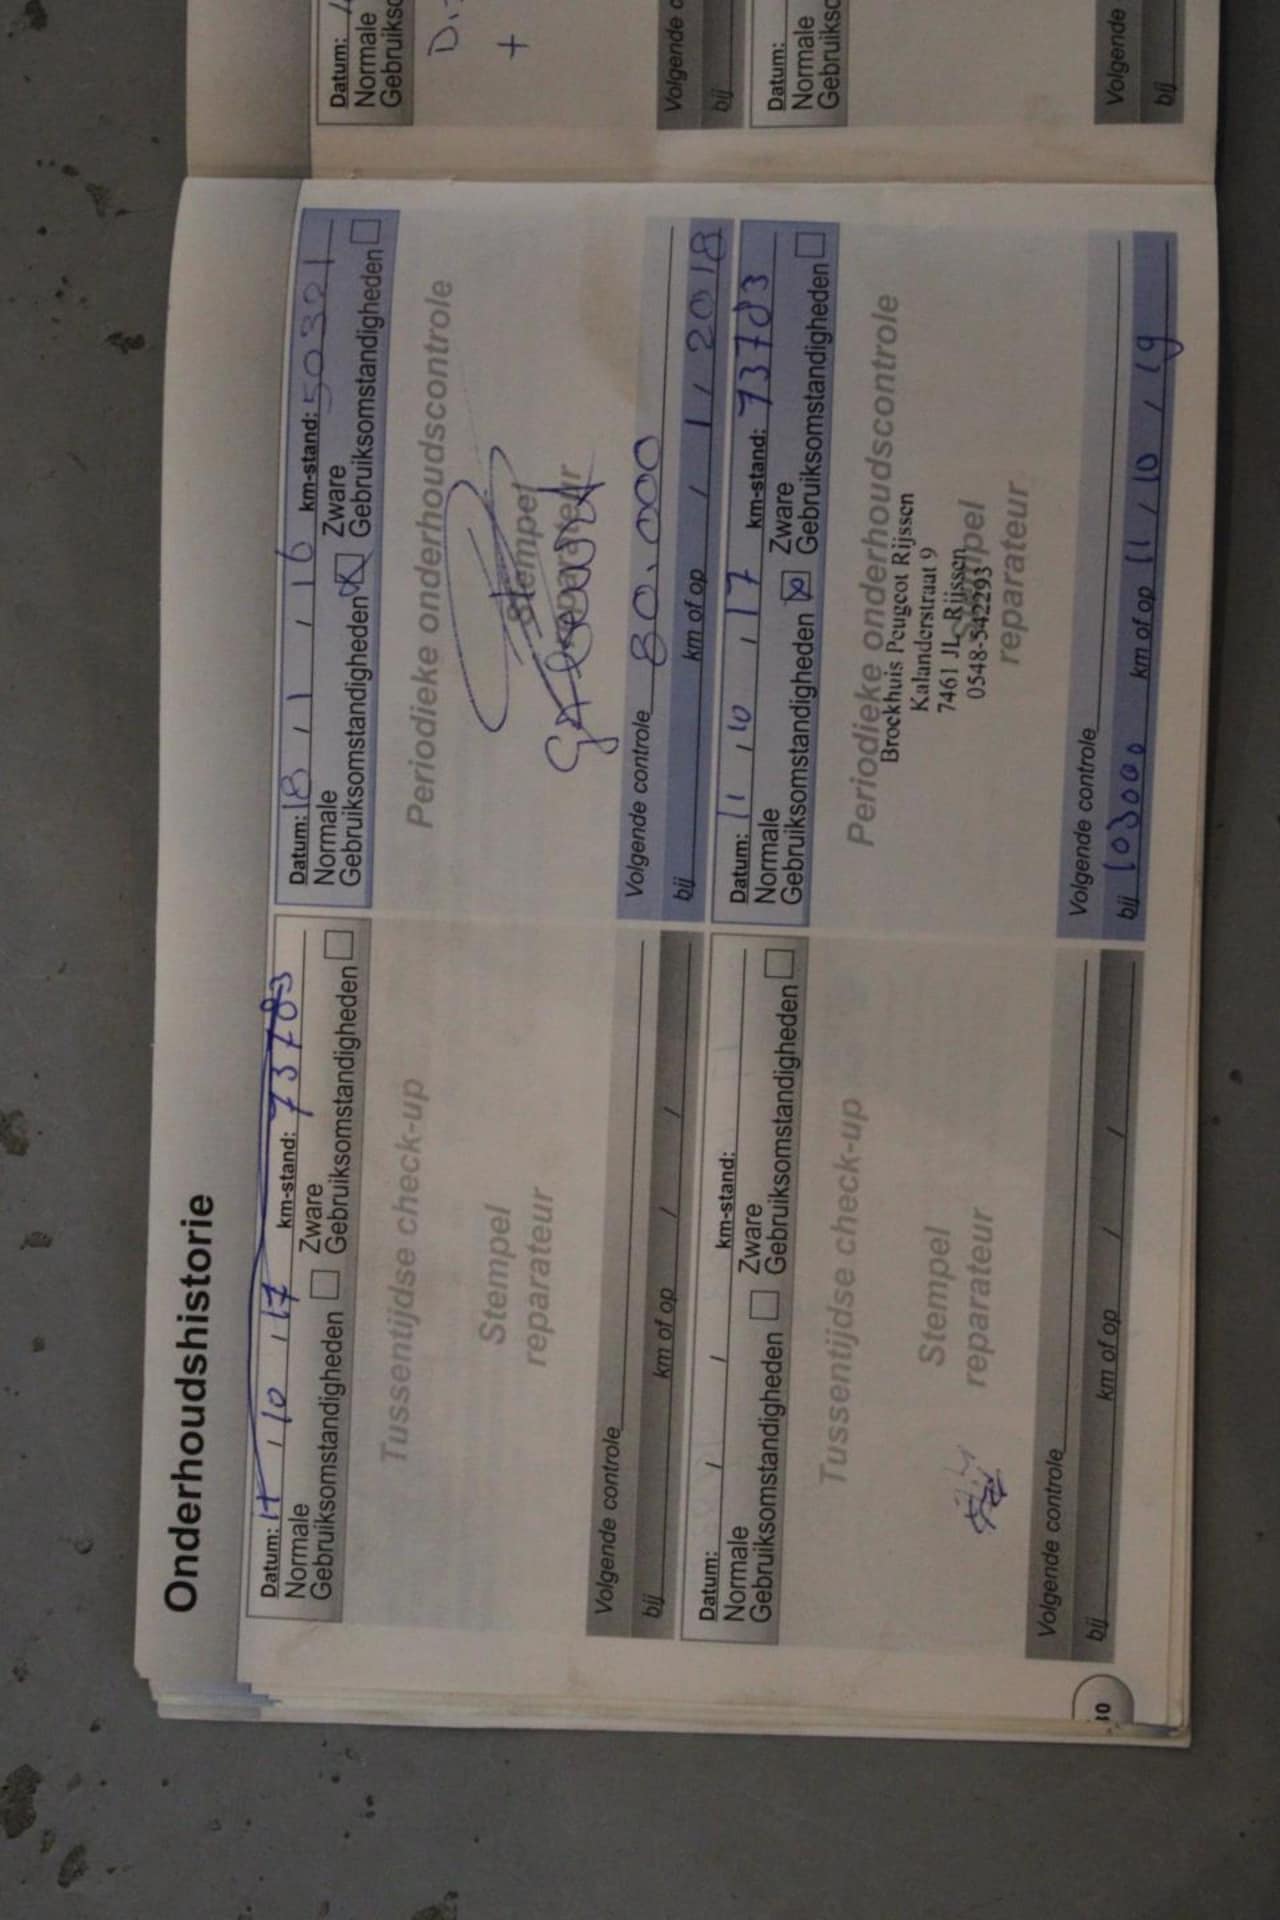 Onderhoudshistorie
Datum: 11 / 10 / 17 km-stand: 73783
Normale Zware
Gebruiksomstandigheden Gebruiksomstandigheden
Tussentijdse check-up
Stempel
reparateur
Volgende controle
bij km of op / /
Datum: 18 / 1 / 16 km-stand: 50321
Normale Zware
Gebruiksomstandigheden Gebruiksomstandigheden
Periodieke onderhoudscontrole
Stempel
reparateur
Volgende controle 80.000
bij km of op / 1 / 2018
Datum: / / km-stand:
Normale Zware
Gebruiksomstandigheden Gebruiksomstandigheden
Tussentijdse check-up
Stempel
reparateur
Volgende controle
bij km of op / /
Datum: 11 / 10 / 17 km-stand: 73783
Normale Zware
Gebruiksomstandigheden Gebruiksomstandigheden
Periodieke onderhoudscontrole
Brockhuis Peugeot Rijssen
Kalanderstraat 9
7461 JL Rijssen
0548-542293
Stempel
reparateur
Volgende controle
bij 103000 km of op 11 / 10 / 19
Datum:
Normale
Volgende
bij
Datum:
Normale
Volgende
bij